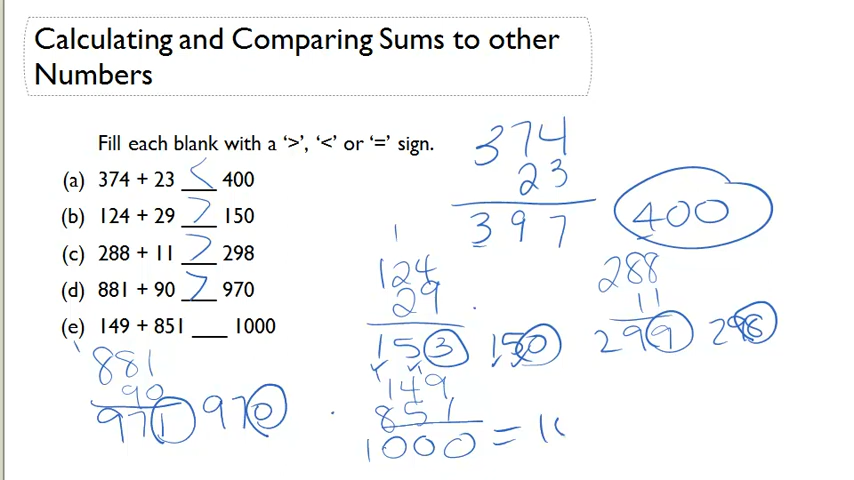 Calculating and Comparing Sums to other
Numbers
Fill each blank with a '>', '<' or '=' sign.
(a) 374 + 23 < 400
(b) 124 + 29 > 150
(c) 288 + 11 > 298
(d) 881 + 90 > 970
(e) 149 + 851 ___ 1000
374
23
397 400
1
124
29
153 150
288
11
299 298
1
881
90
971 970
149
851
1000 =